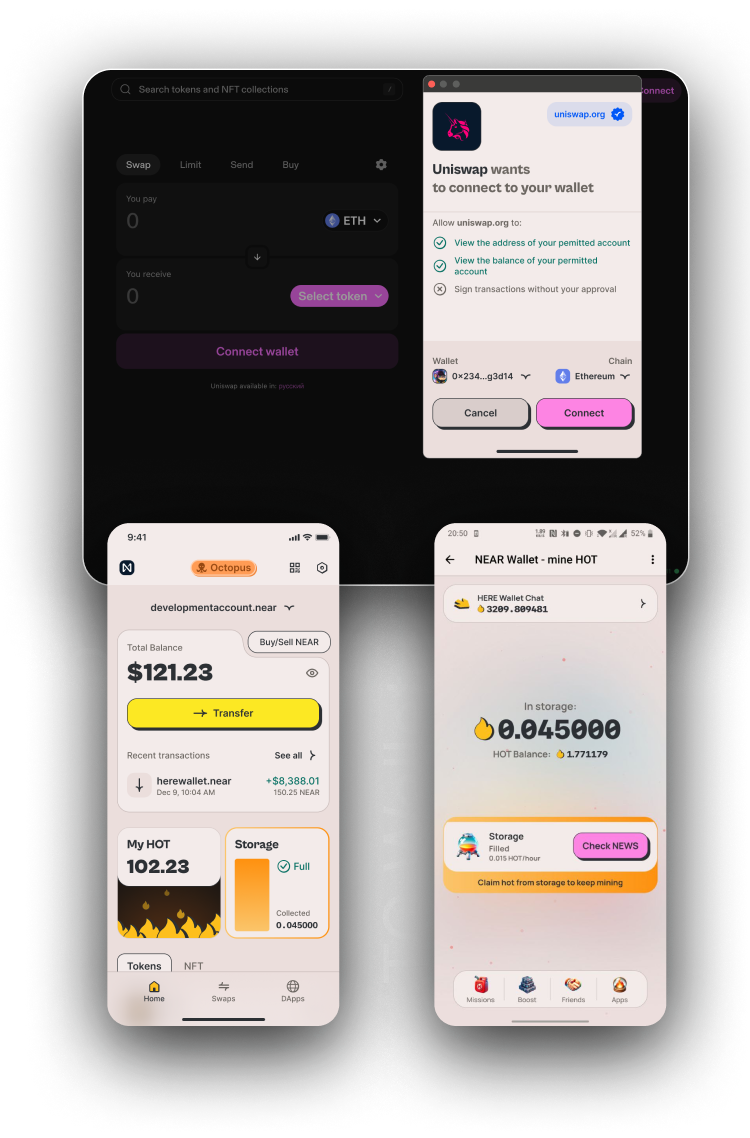 Search tokens and NFT collections
/
Connect
Swap
Limit
Send
Buy
You pay
0
ETH
You receive
0
Select token
Connect wallet
Uniswap available in: русский
uniswap.org
Uniswap wants
to connect to your wallet
Allow uniswap.org to:
View the address of your pemitted account
View the balance of your permitted
account
Sign transactions without your approval
Wallet
Chain
0×234...g3d14
Ethereum
Cancel
Connect
9:41
Octopus
developmentaccount.near
Total Balance
Buy/Sell NEAR
$121.23
Transfer
Recent transactions
See all
herewallet.near
+$8,388.01
Dec 9, 10:04 AM
150.25 NEAR
My HOT
102.23
Storage
Full
Collected
0.045000
Tokens
NFT
Home
Swaps
DApps
20:50
52%
NEAR Wallet - mine HOT
HERE Wallet Chat
3209.809481
In storage:
0.045000
HOT Balance: 1.771179
Storage
Filled
0.015 HOT/hour
Check NEWS
Claim hot from storage to keep mining
Missions
Boost
Friends
Apps